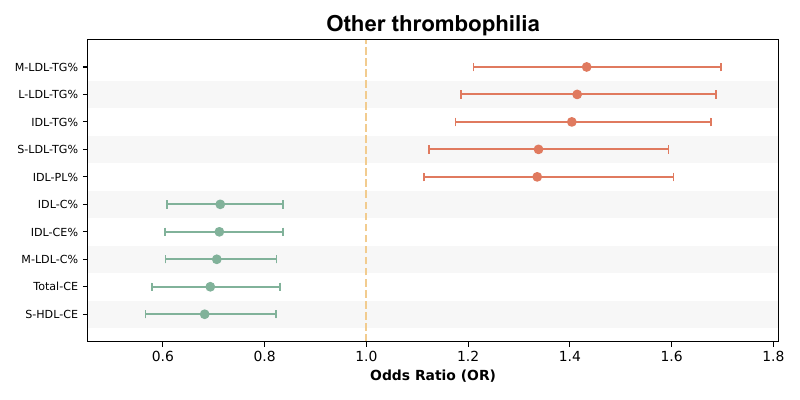 Other thrombophilia
M-LDL-TG%
L-LDL-TG%
IDL-TG%
S-LDL-TG%
IDL-PL%
IDL-C%
IDL-CE%
M-LDL-C%
Total-CE
S-HDL-CE
0.6 0.8 1.0 1.2 1.4 1.6 1.8
Odds Ratio (OR)